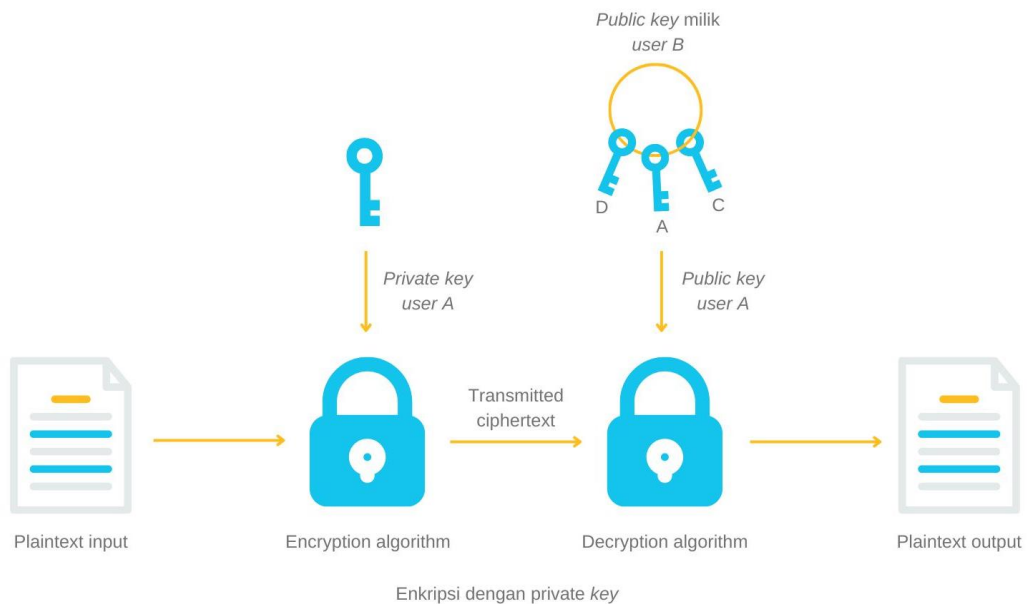 Public key milik
user B
D
A
C
Private key
user A
Public key
user A
Transmitted
ciphertext
Plaintext input
Encryption algorithm
Decryption algorithm
Plaintext output
Enkripsi dengan private key